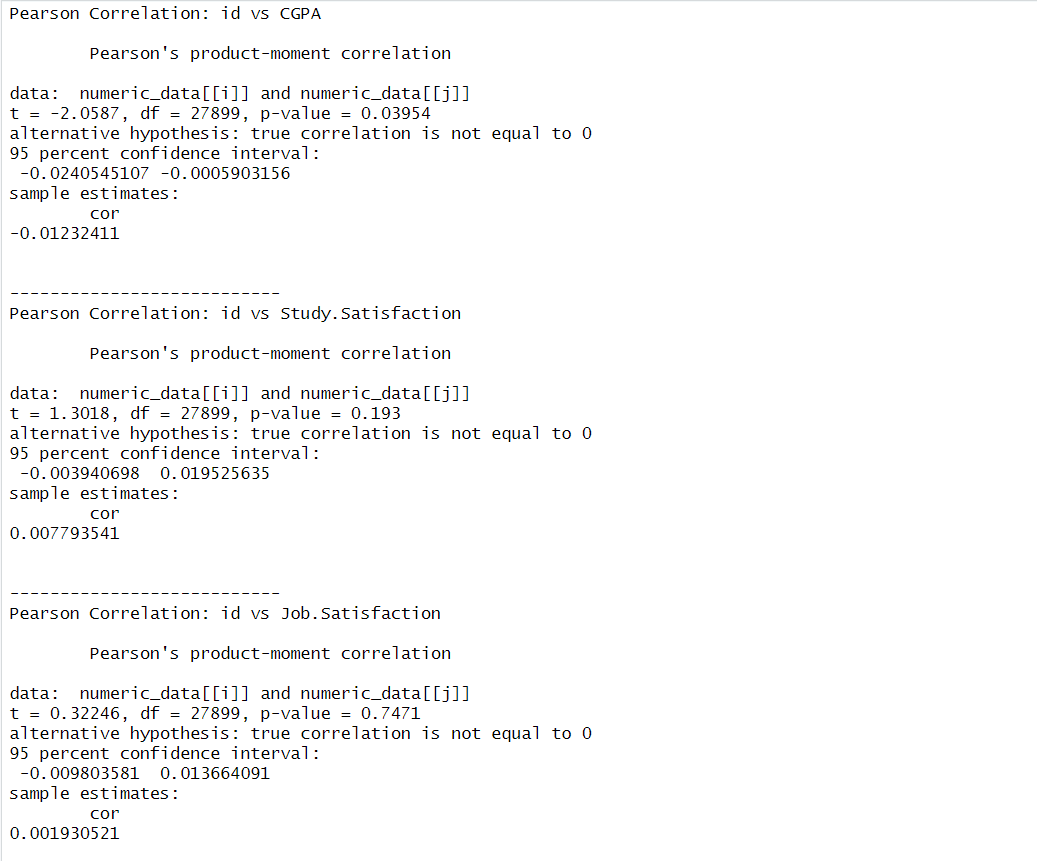 Pearson Correlation: id vs CGPA
Pearson's product-moment correlation
data:  numeric_data[[i]] and numeric_data[[j]]
t = -2.0587, df = 27899, p-value = 0.03954
alternative hypothesis: true correlation is not equal to 0
95 percent confidence interval:
 -0.0240545107 -0.0005903156
sample estimates:
        cor
-0.01232411
---------------------------
Pearson Correlation: id vs Study.Satisfaction
Pearson's product-moment correlation
data:  numeric_data[[i]] and numeric_data[[j]]
t = 1.3018, df = 27899, p-value = 0.193
alternative hypothesis: true correlation is not equal to 0
95 percent confidence interval:
 -0.003940698  0.019525635
sample estimates:
        cor
0.007793541
---------------------------
Pearson Correlation: id vs Job.Satisfaction
Pearson's product-moment correlation
data:  numeric_data[[i]] and numeric_data[[j]]
t = 0.32246, df = 27899, p-value = 0.7471
alternative hypothesis: true correlation is not equal to 0
95 percent confidence interval:
 -0.009803581  0.013664091
sample estimates:
        cor
0.001930521